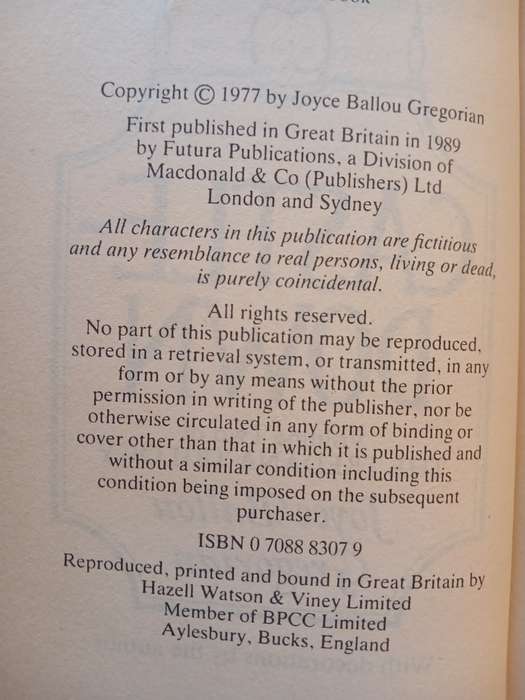 Copyright © 1977 by Joyce Ballou Gregorian
First published in Great Britain in 1989
by Futura Publications, a Division of
Macdonald & Co (Publishers) Ltd
London and Sydney
All characters in this publication are fictitious
and any resemblance to real persons, living or dead,
is purely coincidental.
All rights reserved.
No part of this publication may be reproduced,
stored in a retrieval system, or transmitted, in any
form or by any means without the prior
permission in writing of the publisher, nor be
otherwise circulated in any form of binding or
cover other than that in which it is published and
without a similar condition including this
condition being imposed on the subsequent
purchaser.
ISBN 0 7088 8307 9
Reproduced, printed and bound in Great Britain by
Hazell Watson & Viney Limited
Member of BPCC Limited
Aylesbury, Bucks, England